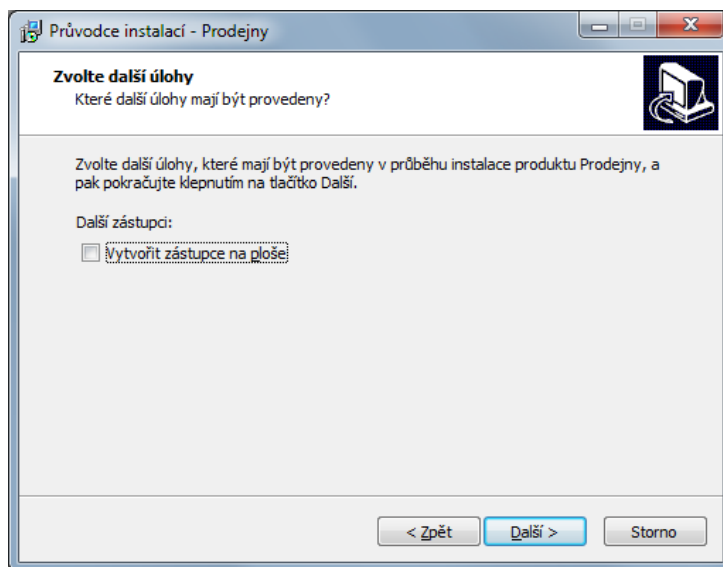 Průvodce instalací - Prodejny
Zvolte další úlohy
Které další úlohy mají být provedeny?
Zvolte další úlohy, které mají být provedeny v průběhu instalace produktu Prodejny, a
pak pokračujte klepnutím na tlačítko Další.
Další zástupci:
Vytvořit zástupce na ploše
< Zpět
Další >
Storno